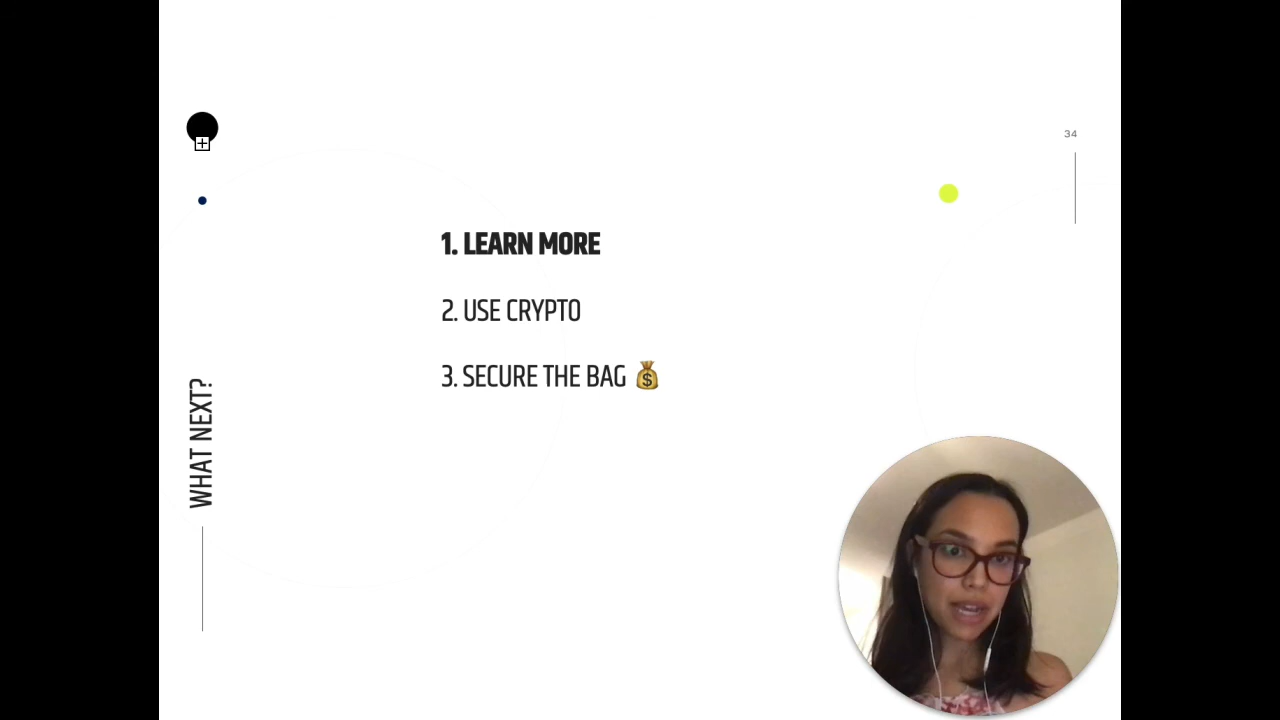 34
1. LEARN MORE
2. USE CRYPTO
3. SECURE THE BAG 💰
WHAT NEXT?